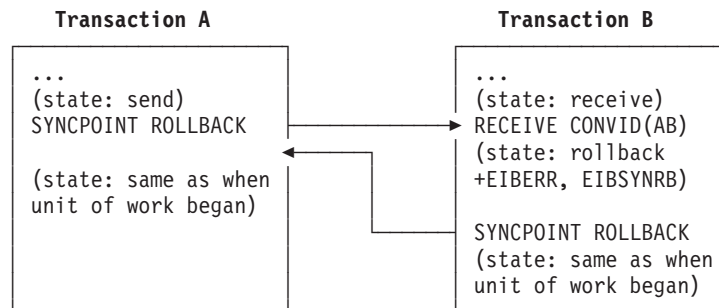 Transaction A
...
(state: send)
SYNCPOINT ROLLBACK
(state: same as when
unit of work began)
Transaction B
...
(state: receive)
RECEIVE CONVID(AB)
(state: rollback
+EIBERR, EIBSYNRB)
SYNCPOINT ROLLBACK
(state: same as when
unit of work began)